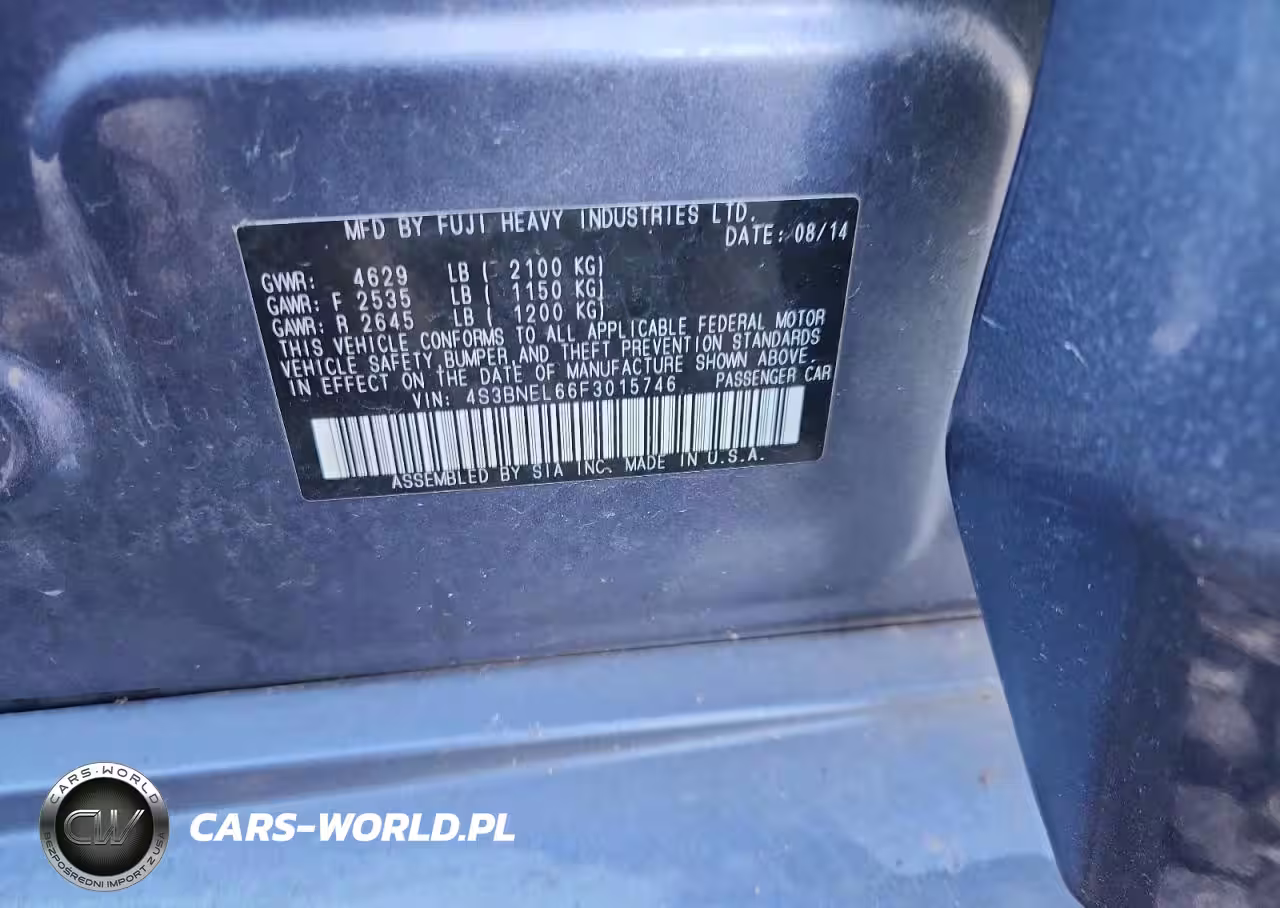 MFD BY FUJI HEAVY INDUSTRIES LTD.
DATE: 08/14
GVWR: 4629 LB ( 2100 KG)
GAWR: F 2535 LB ( 1150 KG)
GAWR: R 2645 LB ( 1200 KG)
THIS VEHICLE CONFORMS TO ALL APPLICABLE FEDERAL MOTOR
VEHICLE SAFETY, BUMPER, AND THEFT PREVENTION STANDARDS
IN EFFECT ON THE DATE OF MANUFACTURE SHOWN ABOVE.
VIN: 4S3BNEL66F3015746 PASSENGER CAR
ASSEMBLED BY SIA INC. MADE IN U.S.A.
CARS-WORLD
CW
BEZPOŚREDNI IMPORT Z USA
CARS-WORLD.PL